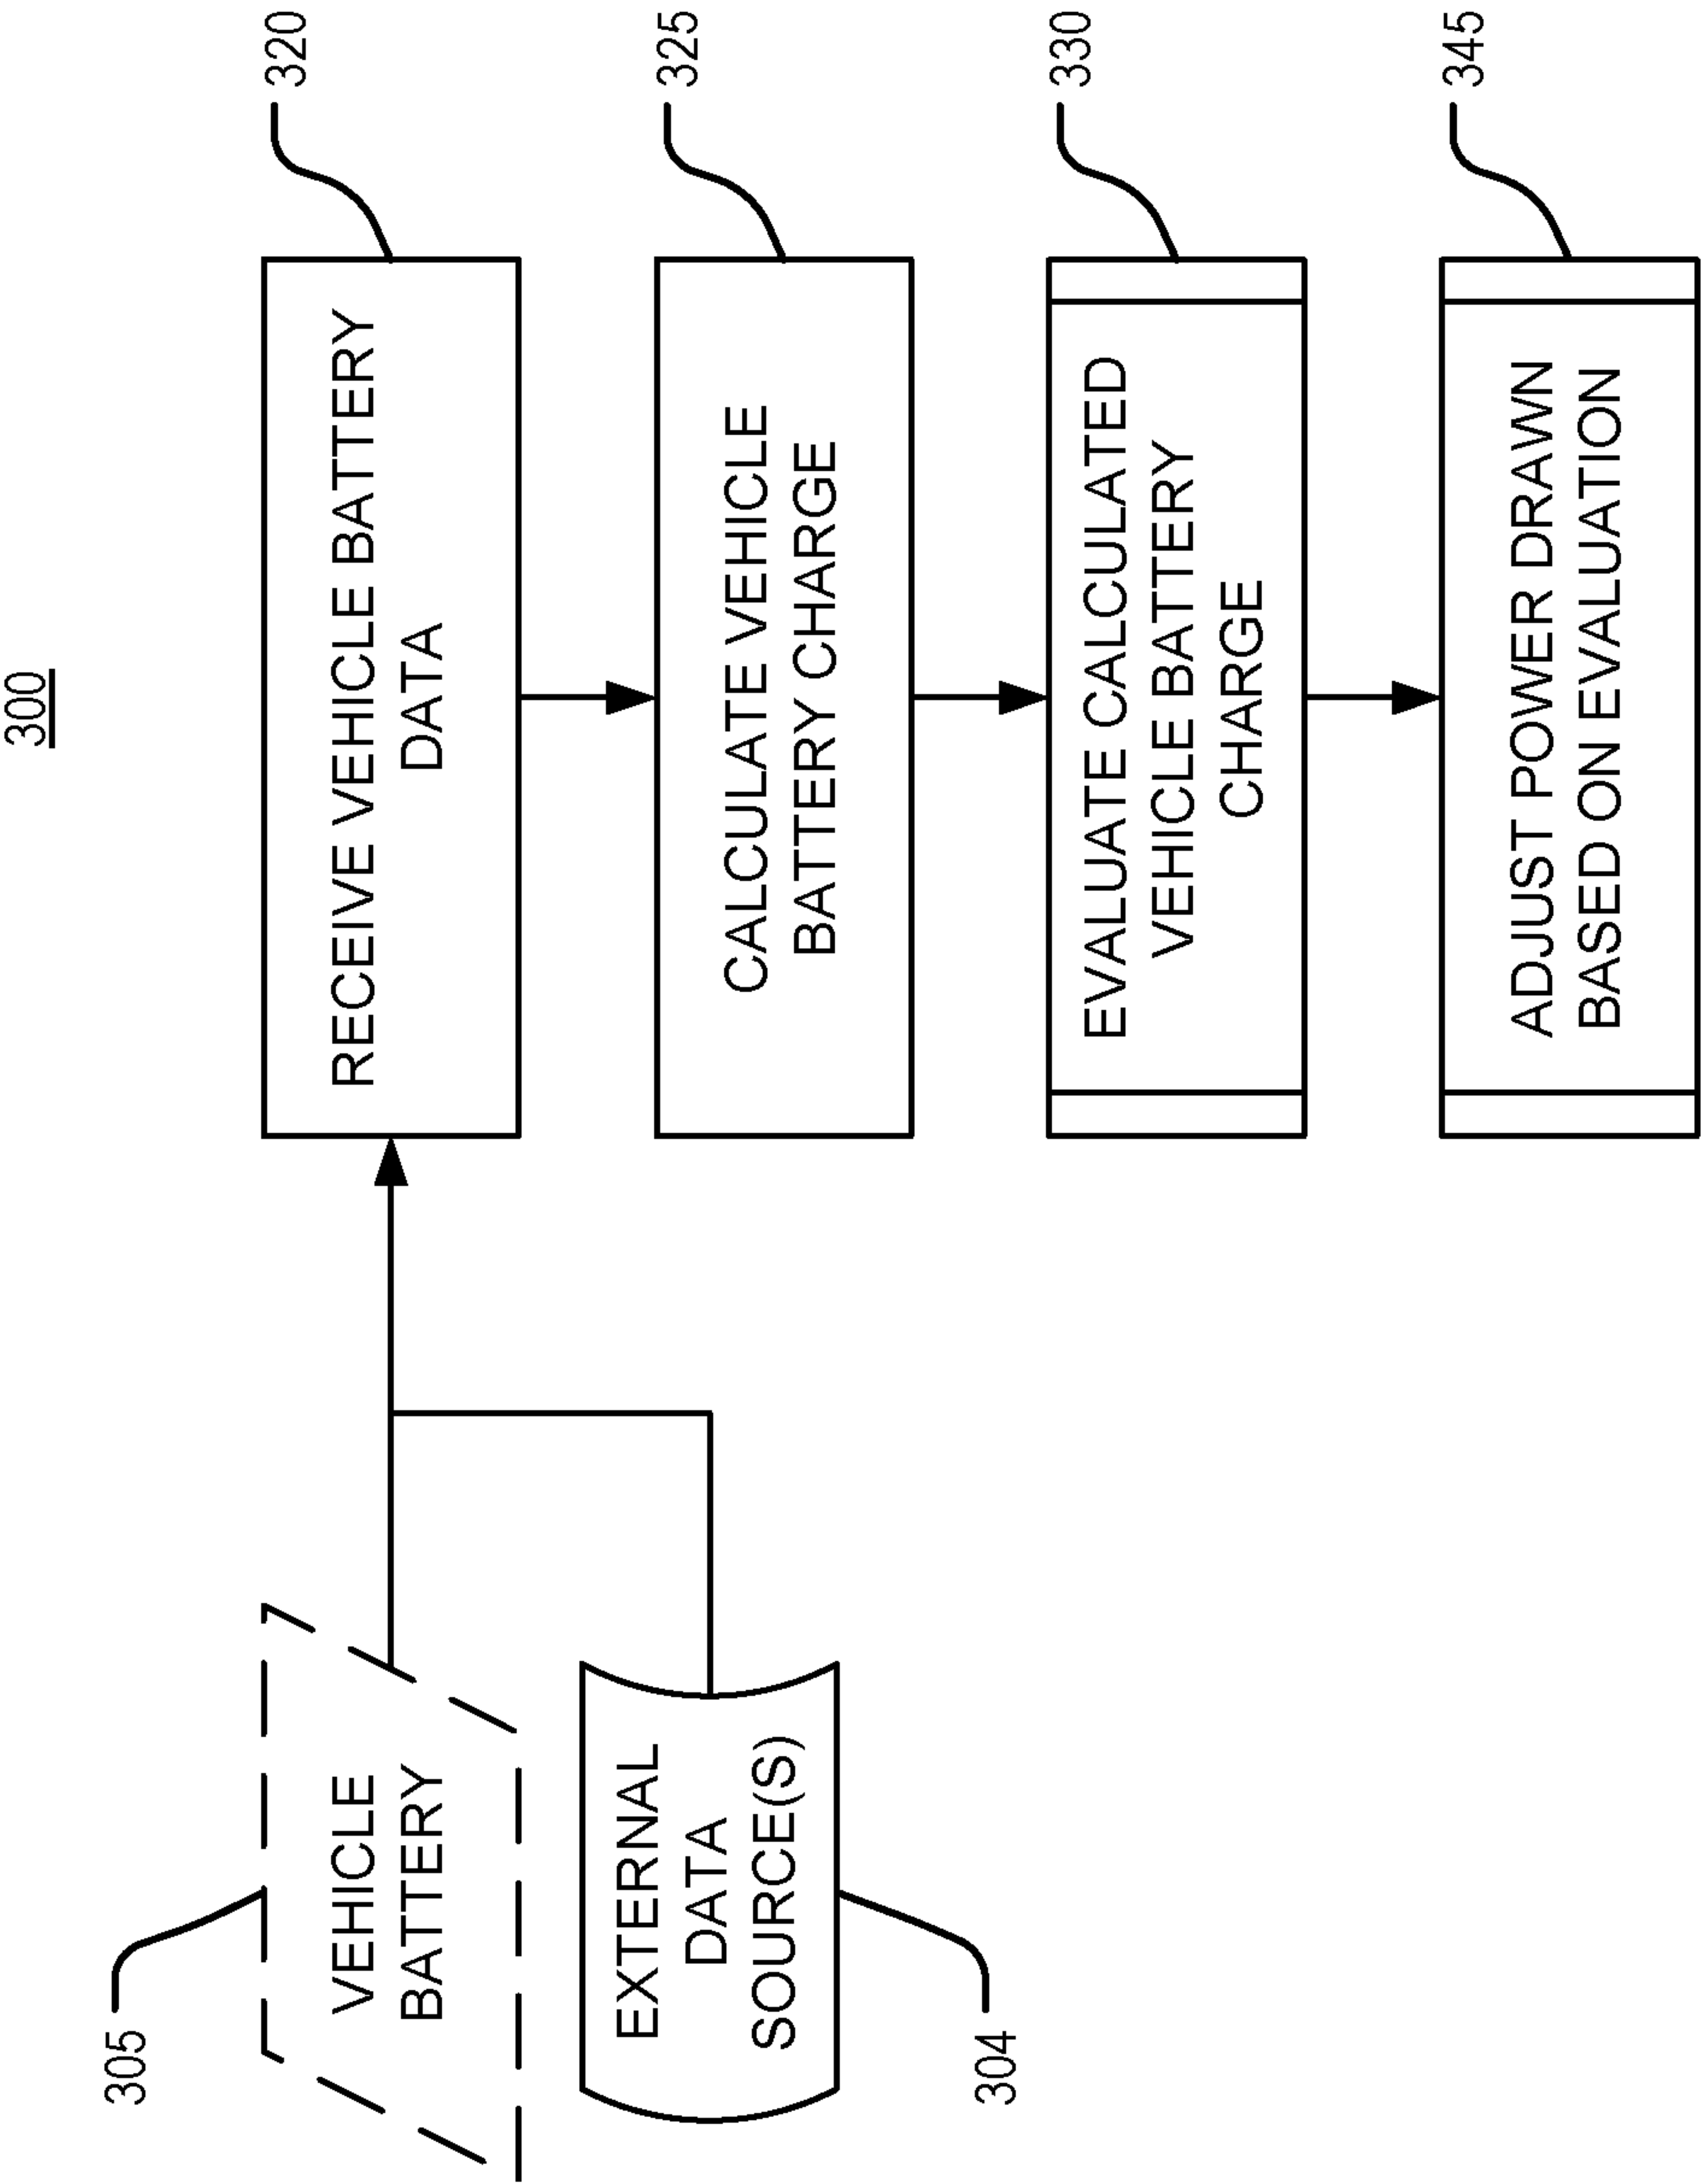 300
305
VEHICLE
BATTERY
RECEIVE VEHICLE BATTERY
DATA
320
EXTERNAL
DATA
SOURCE(S)
304
CALCULATE VEHICLE
BATTERY CHARGE
325
EVALUATE CALCULATED
VEHICLE BATTERY
CHARGE
330
ADJUST POWER DRAWN
BASED ON EVALUATION
345